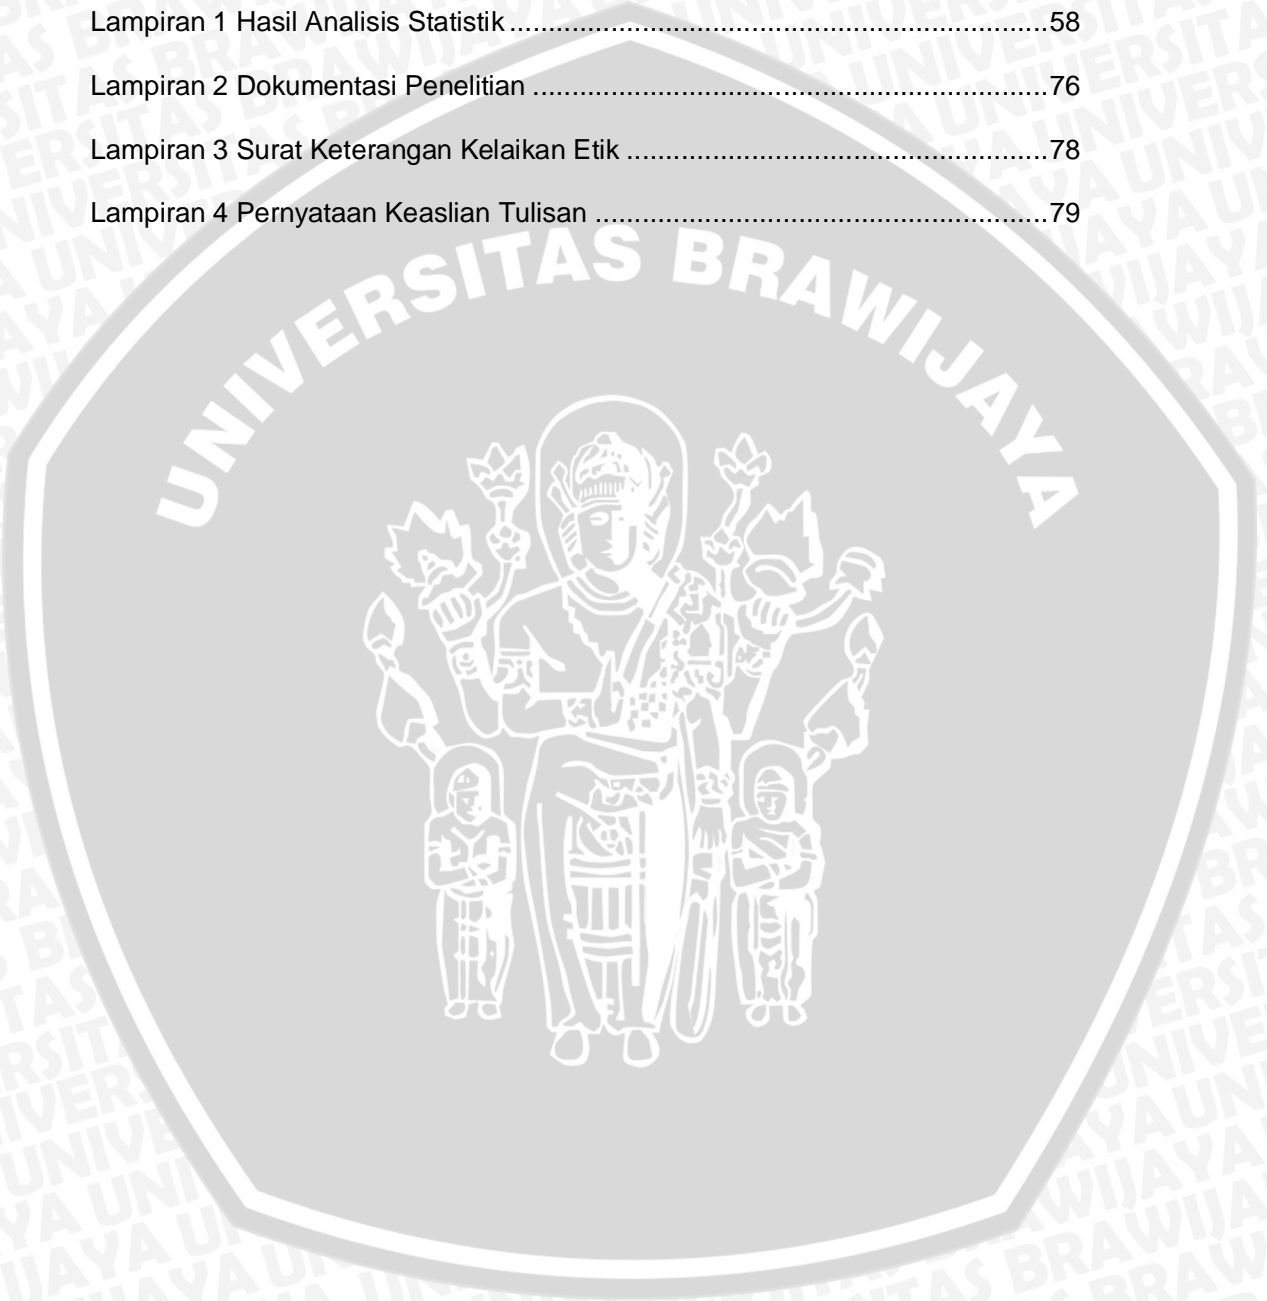 Lampiran 1 Hasil Analisis Statistik ..................................................................... 58
Lampiran 2 Dokumentasi Penelitian .................................................................. 76
Lampiran 3 Surat Keterangan Kelaikan Etik ...................................................... 78
Lampiran 4 Pernyataan Keaslian Tulisan .......................................................... 79
UNIVERSITAS BRAWIJAYA